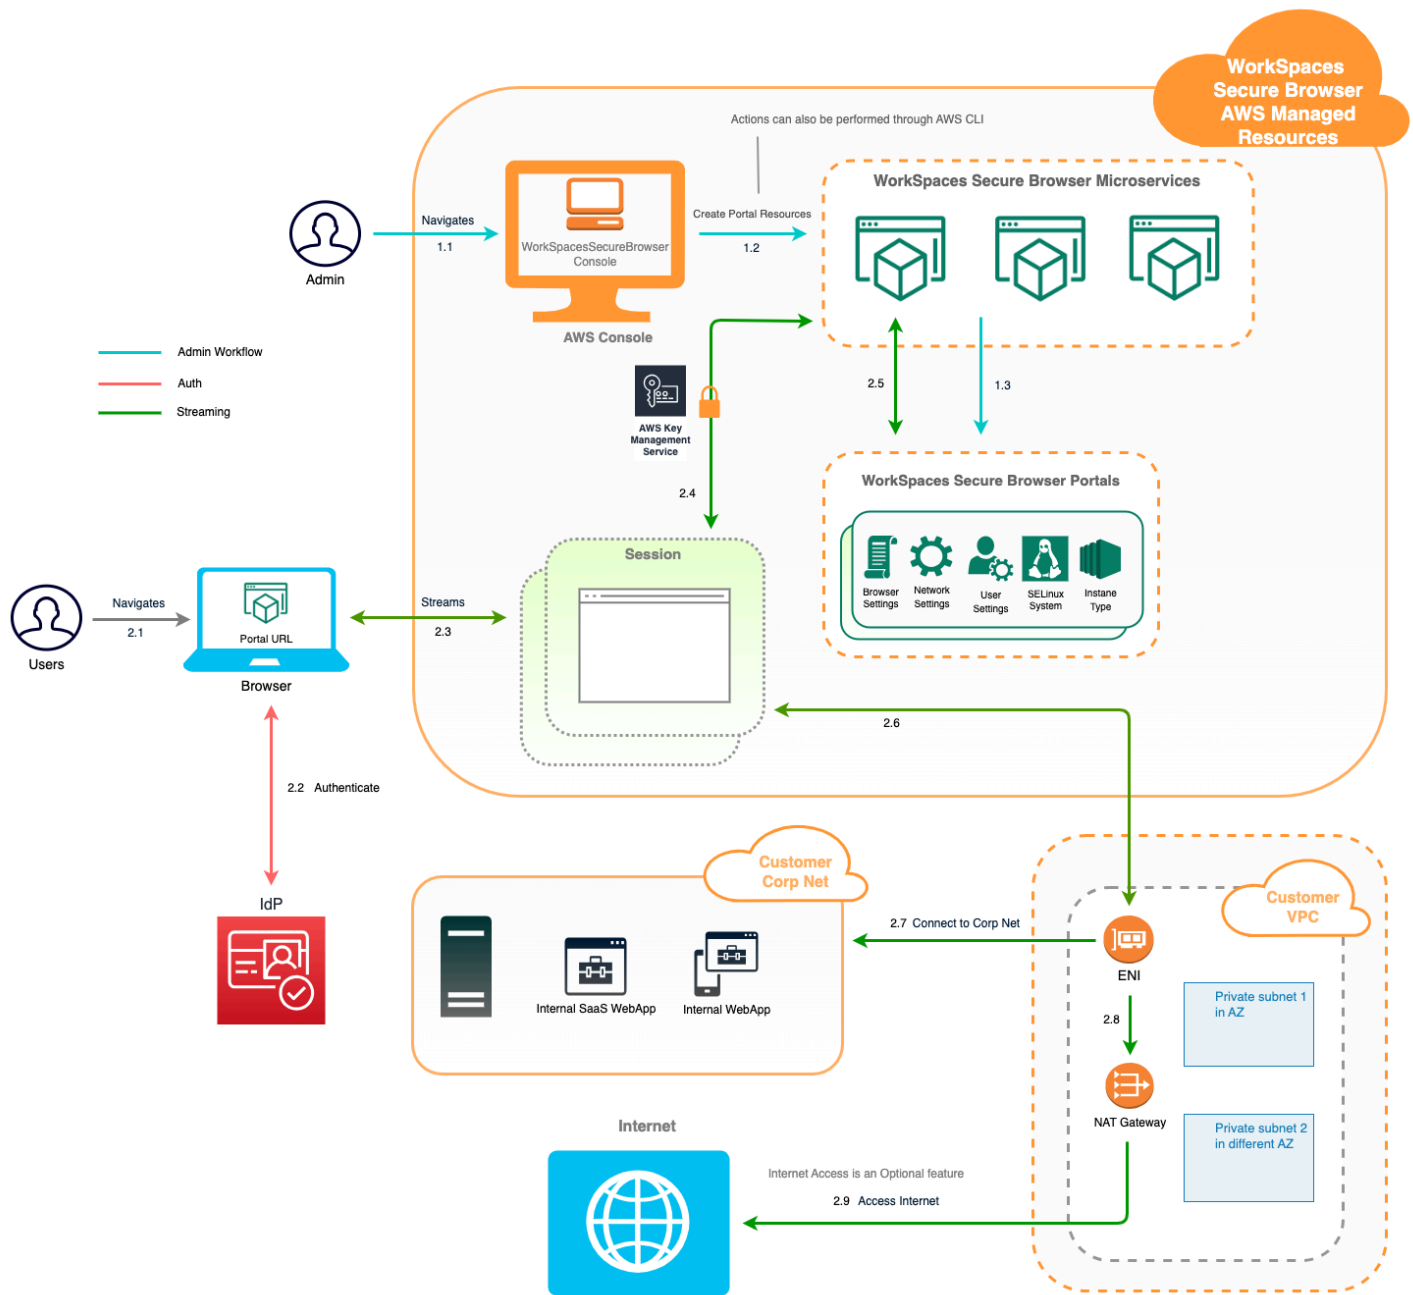 WorkSpaces
Secure Browser
AWS Managed
Resources
Actions can also be performed through AWS CLI
WorkSpaces Secure Browser Microservices
Navigates
1.1
Create Portal Resources
1.2
WorkSpacesSecureBrowser
Console
Admin
AWS Console
Admin Workflow
Auth
Streaming
2.5
1.3
AWS Key
Management
Service
2.4
WorkSpaces Secure Browser Portals
Session
Browser
Settings
Network
Settings
User
Settings
SELinux
System
Instane
Type
Navigates
2.1
Portal URL
Streams
2.3
Users
Browser
2.6
2.2 Authenticate
Customer
Corp Net
Customer
VPC
IdP
2.7 Connect to Corp Net
ENI
Internal SaaS WebApp
Internal WebApp
Private subnet 1
in AZ
2.8
NAT Gateway
Internet
Private subnet 2
in different AZ
Internet Access is an Optional feature
2.9 Access Internet